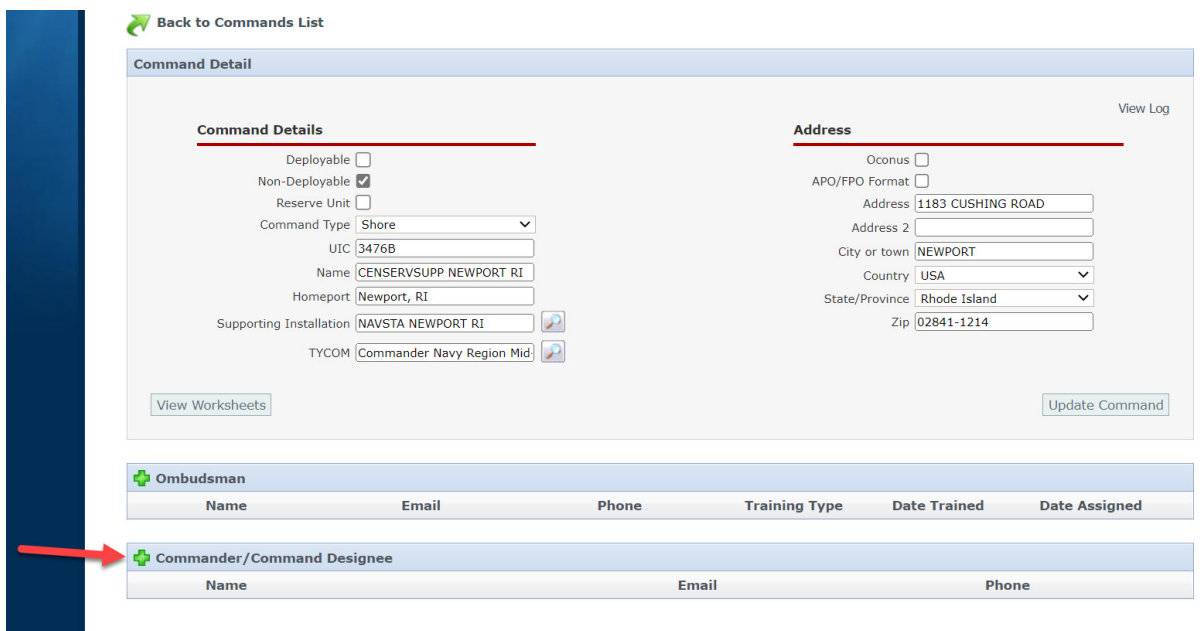 Back to Commands List
Command Detail
View Log
Command Details
Deployable
Non-Deployable
Reserve Unit
Command Type Shore
UIC 3476B
Name CENSERVSUPP NEWPORT RI
Homeport Newport, RI
Supporting Installation NAVSTA NEWPORT RI
TYCOM Commander Navy Region Mid-
View Worksheets
Address
Oconus
APO/FPO Format
Address 1183 CUSHING ROAD
Address 2
City or town NEWPORT
Country USA
State/Province Rhode Island
Zip 02841-1214
Update Command
Ombudsman
Name Email Phone Training Type Date Trained Date Assigned
Commander/Command Designee
Name Email Phone